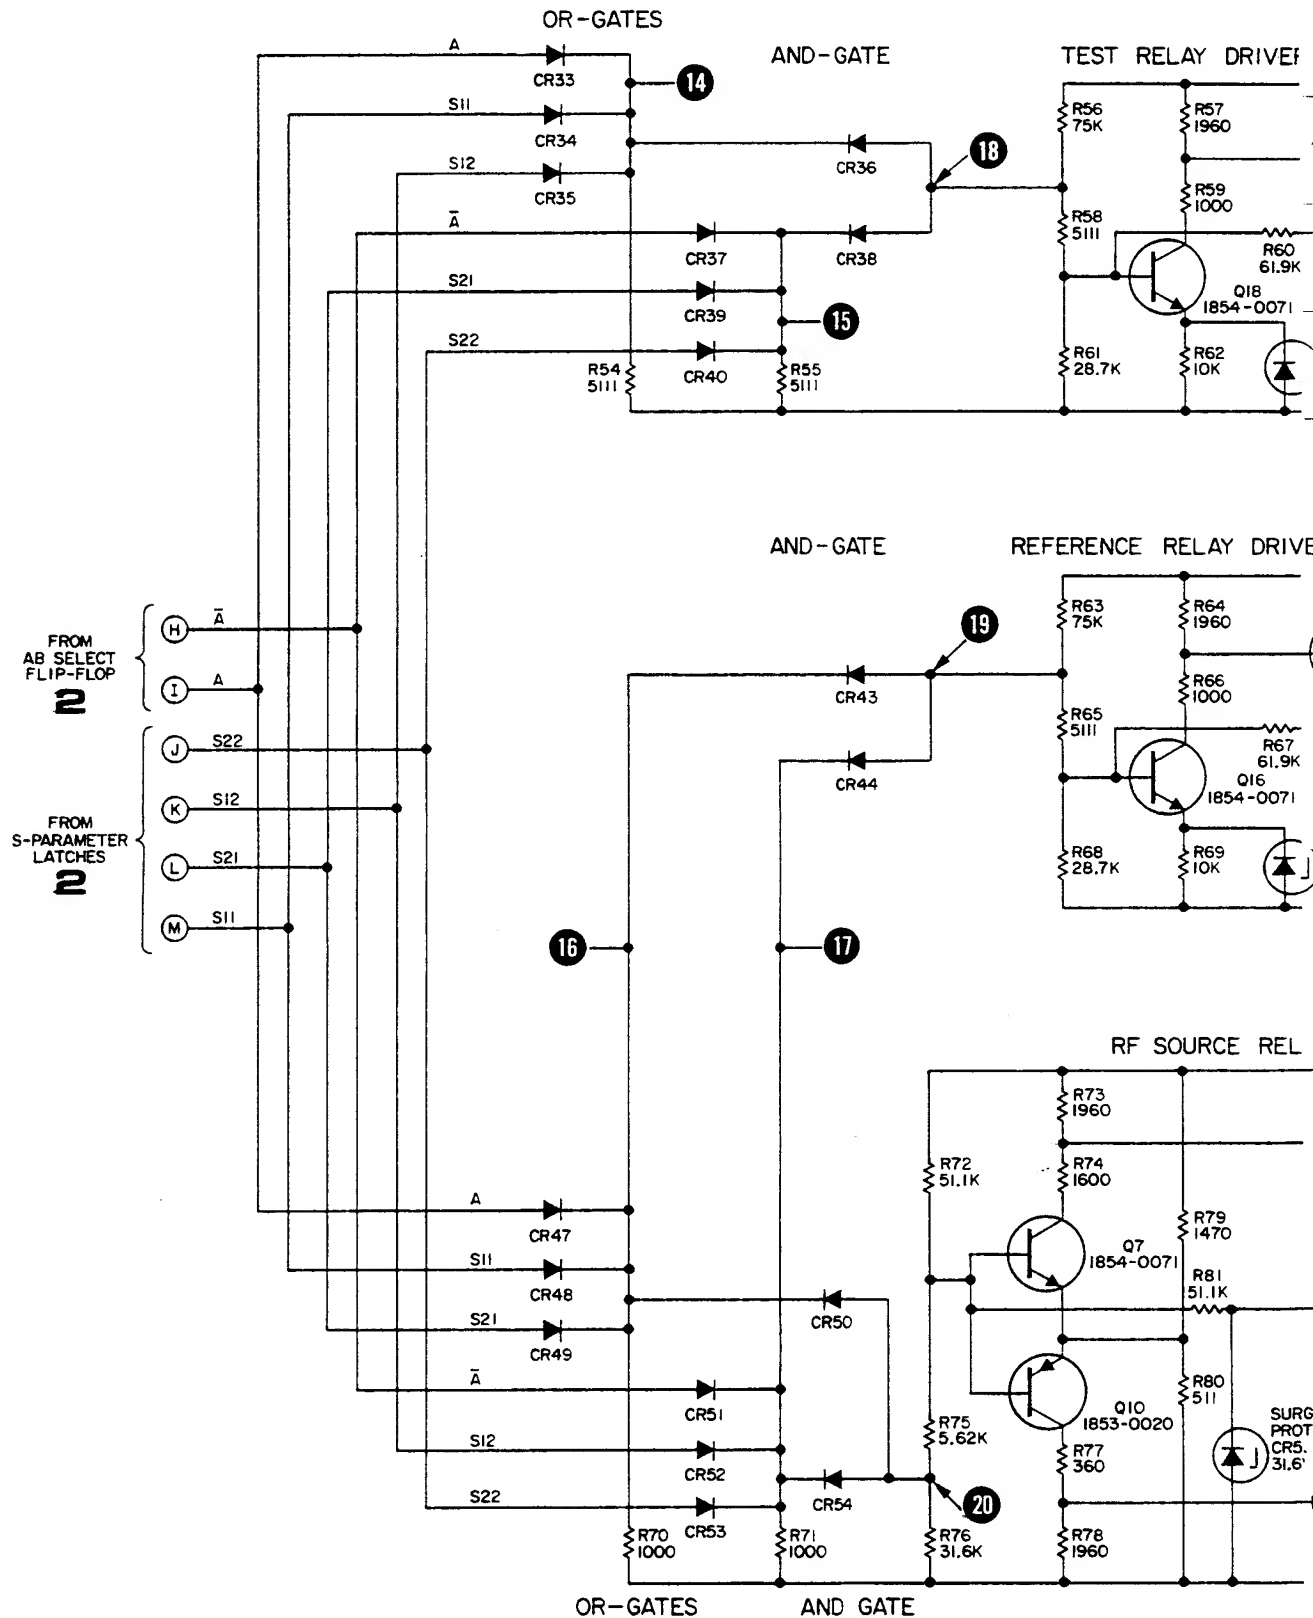 OR-GATES
A
CR33
14
AND-GATE
TEST RELAY DRIVER
S11
CR34
S12
CR35
CR36
18
R56
75K
R57
1960
R58
5111
R59
1000
A̅
CR37
CR38
R60
61.9K
S21
CR39
15
Q18
1854-0071
S22
CR40
R54
5111
R55
5111
R61
28.7K
R62
10K
AND-GATE
REFERENCE RELAY DRIVE
FROM
AB SELECT
FLIP-FLOP
2
H
A̅
I
A
19
CR43
R63
75K
R64
1960
R65
5111
R66
1000
R67
61.9K
FROM
S-PARAMETER
LATCHES
2
J
S22
K
S12
L
S21
M
S11
CR44
Q16
1854-0071
R68
28.7K
R69
10K
16
17
RF SOURCE REL
R73
1960
R72
51.1K
R74
1600
A
CR47
S11
CR48
S21
CR49
CR50
Q7
1854-0071
R79
1470
R81
51.1K
A̅
CR51
S12
CR52
S22
CR53
CR54
R75
5.62K
Q10
1853-0020
R80
511
SURG
PROT
CR5.
31.6
20
R77
360
R70
1000
R71
1000
R76
31.6K
R78
1960
OR-GATES
AND GATE